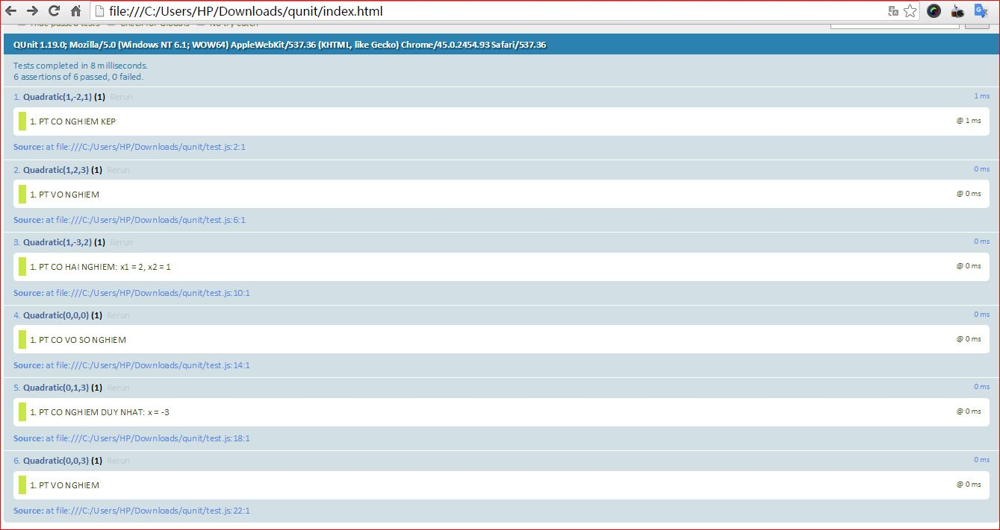 file:///C:/Users/HP/Downloads/qunit/index.html
Hide passed tests Check for Globals No try-catch
QUnit 1.19.0; Mozilla/5.0 (Windows NT 6.1; WOW64) AppleWebKit/537.36 (KHTML, like Gecko) Chrome/45.0.2454.93 Safari/537.36
Tests completed in 8 milliseconds.
6 assertions of 6 passed, 0 failed.
1. Quadratic(1,-2,1) (1) Rerun 1 ms
1. PT CO NGHIEM KEP @ 1 ms
Source: at file:///C:/Users/HP/Downloads/qunit/test.js:2:1
2. Quadratic(1,2,3) (1) Rerun 0 ms
1. PT VO NGHIEM @ 0 ms
Source: at file:///C:/Users/HP/Downloads/qunit/test.js:6:1
3. Quadratic(1,-3,2) (1) Rerun 0 ms
1. PT CO HAI NGHIEM: x1 = 2, x2 = 1 @ 0 ms
Source: at file:///C:/Users/HP/Downloads/qunit/test.js:10:1
4. Quadratic(0,0,0) (1) Rerun 0 ms
1. PT CO VO SO NGHIEM @ 0 ms
Source: at file:///C:/Users/HP/Downloads/qunit/test.js:14:1
5. Quadratic(0,1,3) (1) Rerun 0 ms
1. PT CO NGHIEM DUY NHAT: x = -3 @ 0 ms
Source: at file:///C:/Users/HP/Downloads/qunit/test.js:18:1
6. Quadratic(0,0,3) (1) Rerun 0 ms
1. PT VO NGHIEM @ 0 ms
Source: at file:///C:/Users/HP/Downloads/qunit/test.js:22:1